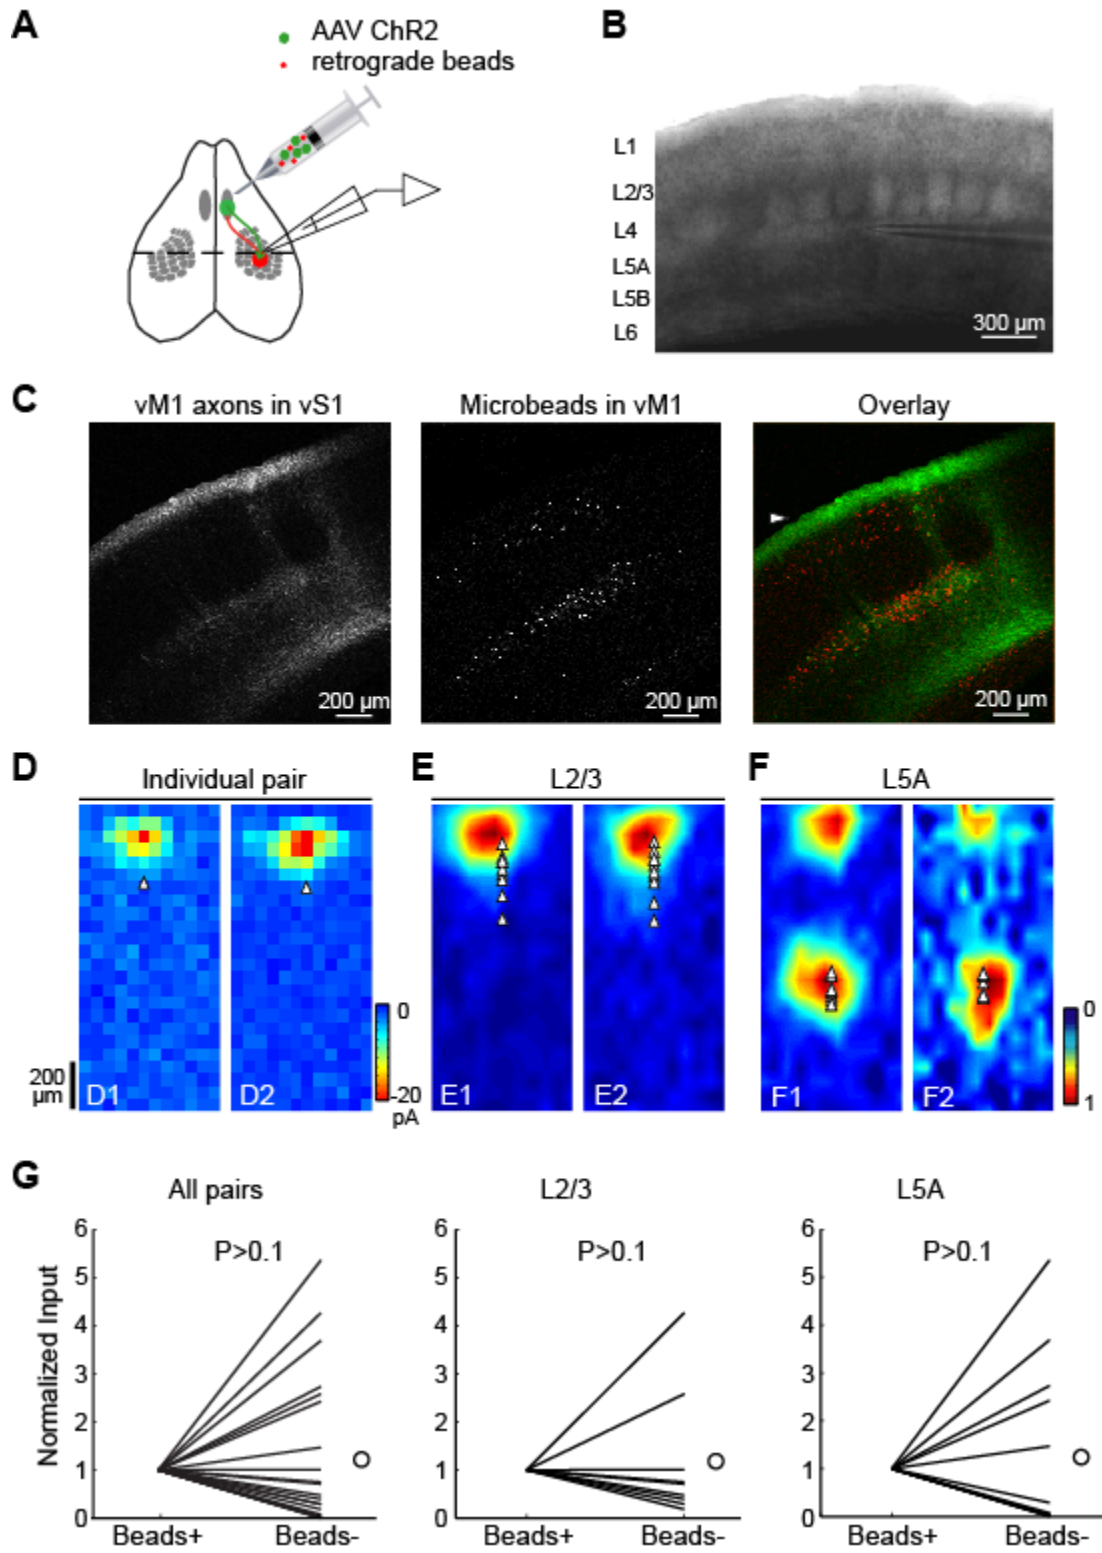 A
AAV ChR2
retrograde beads
B
L1
L2/3
L4
L5A
L5B
L6
300 µm
C
vM1 axons in vS1
Microbeads in vM1
Overlay
200 µm
200 µm
200 µm
D
Individual pair
E
L2/3
F
L5A
200
µm
D1
D2
0
-20
pA
E1
E2
F1
F2
0
1
G
All pairs
L2/3
L5A
Normalized Input
6
5
4
3
2
1
0
P>0.1
Beads+
Beads-
6
5
4
3
2
1
0
P>0.1
Beads+
Beads-
6
5
4
3
2
1
0
P>0.1
Beads+
Beads-